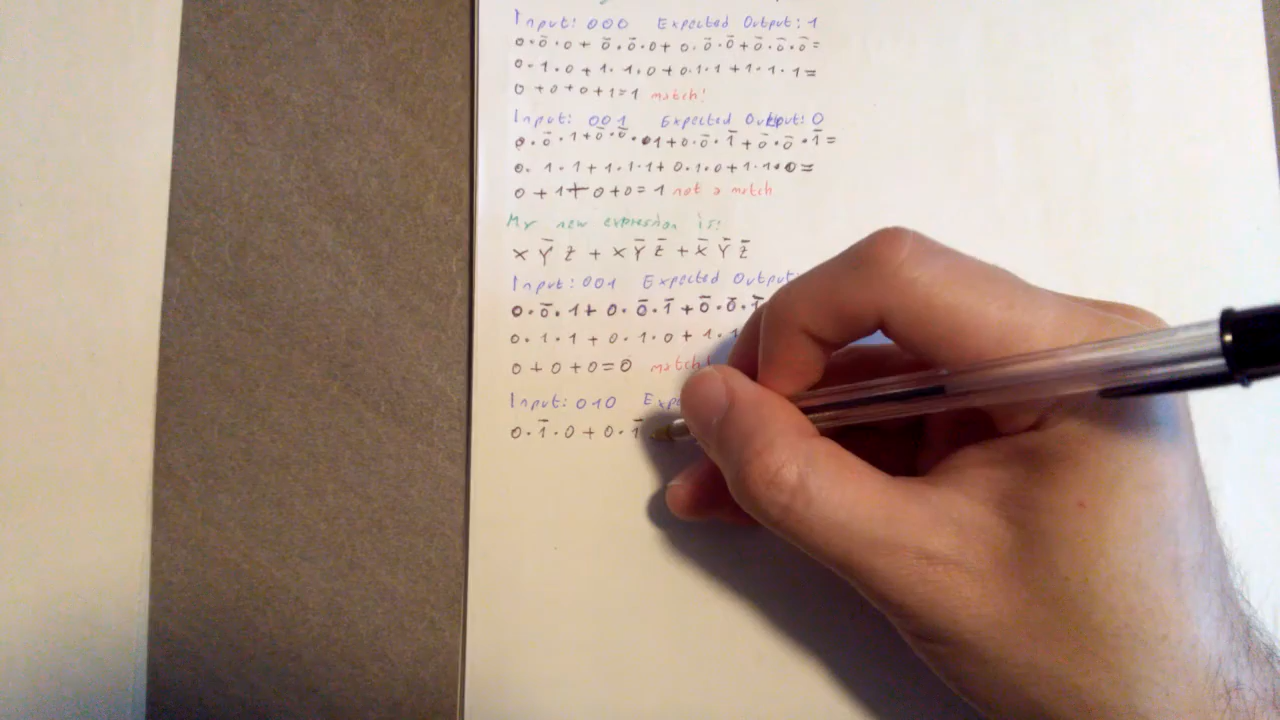 Input: 000 Expected Output: 1
0·0̄·0 + 0̄·0̄·0 + 0·0̄·0̄ + 0̄·0̄·0̄ =
0·1·0 + 1·1·0 + 0·1·1 + 1·1·1 =
0 + 0 + 0 + 1 = 1 match!
Input: 001 Expected Output: 0
0·0̄·1 + 0̄·0̄·1 + 0·0̄·1̄ + 0̄·0̄·1̄ =
0·1·1 + 1·1·1 + 0·1·0 + 1·1·0 =
0 + 1 + 0 + 0 = 1 not a match
My new expression is:
X Ȳ Z + X Ȳ Z̄ + X̄ Ȳ Z̄
Input: 001 Expected Output:
0·0̄·1 + 0·0̄·1̄ + 0̄·0̄·1̄
0·1·1 + 0·1·0 + 1·1
0 + 0 + 0 = 0 match!
Input: 010
0·1̄·0 + 0·1̄